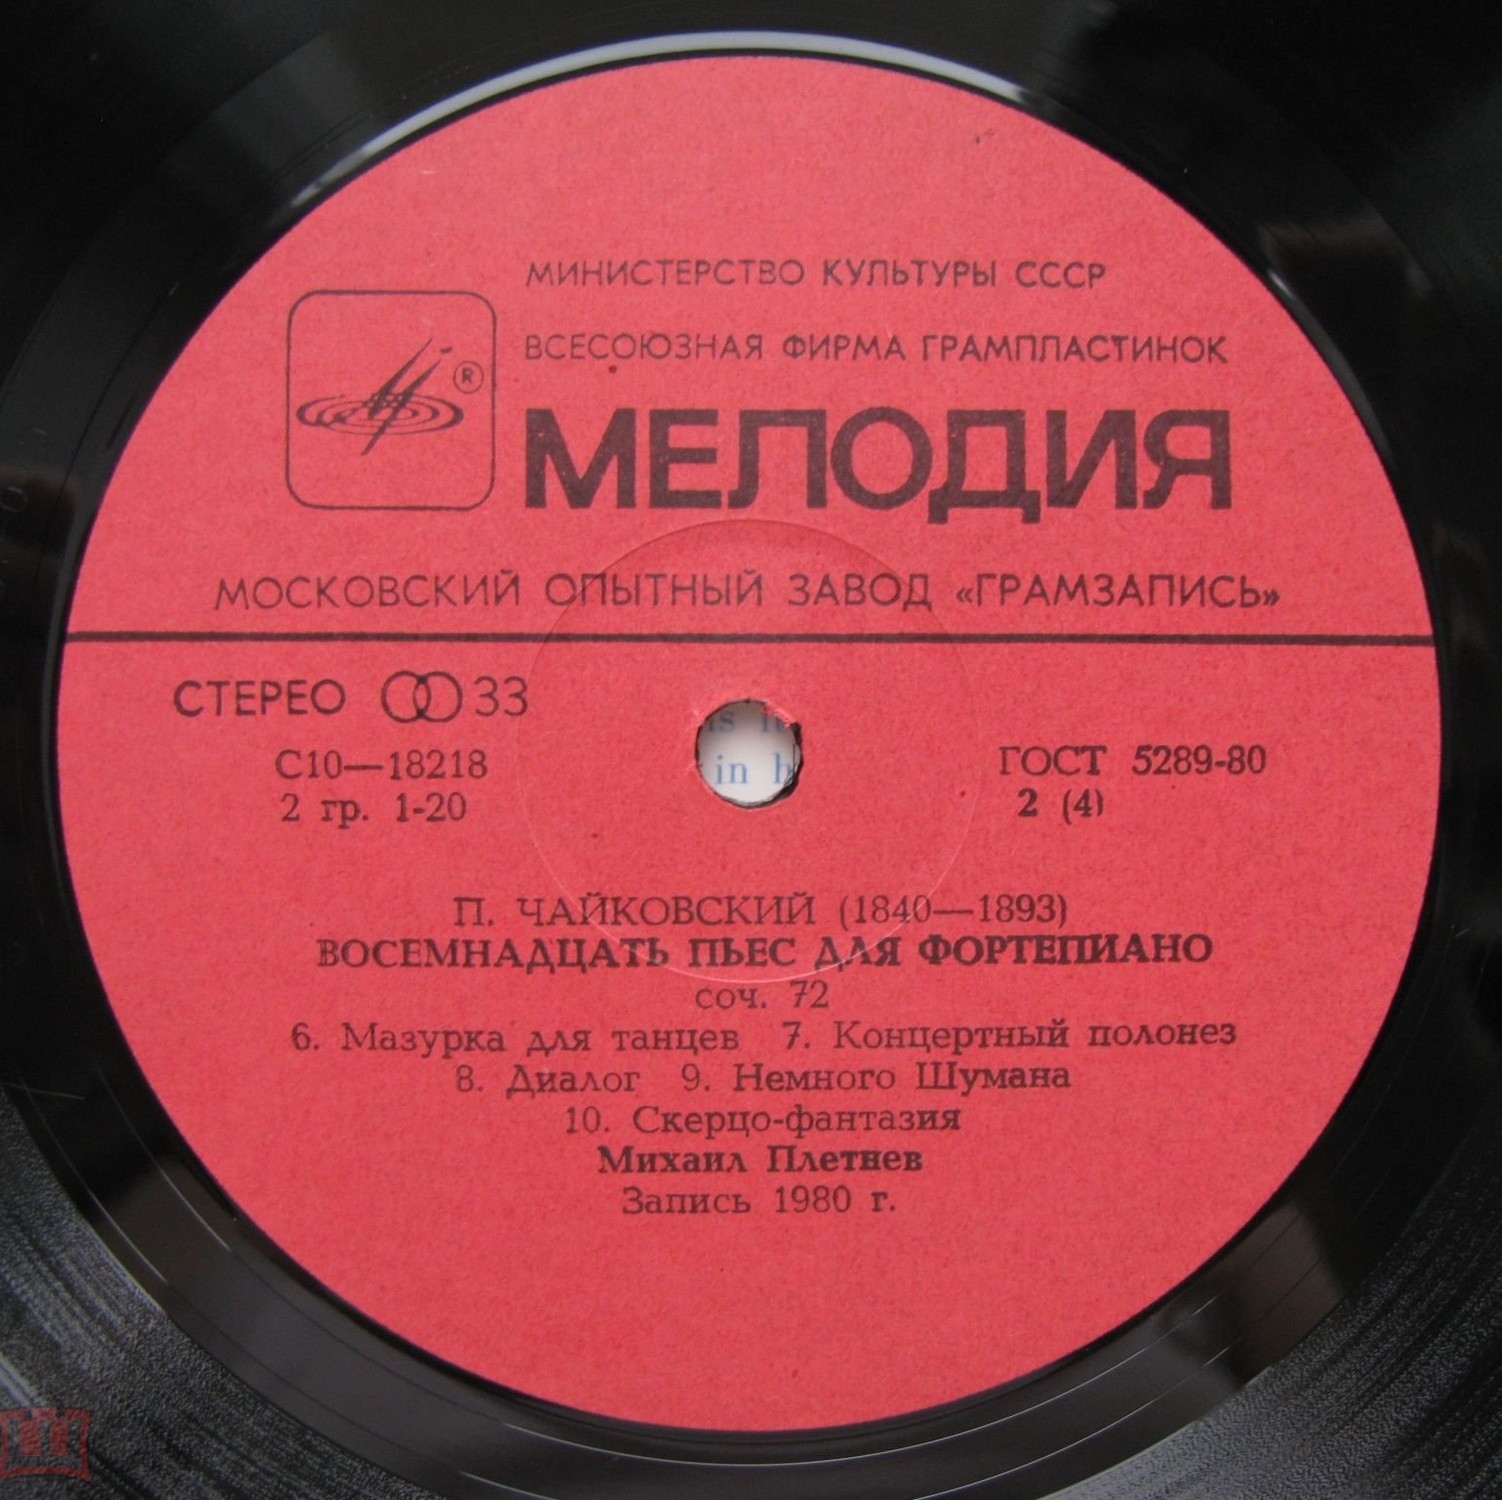 МИНИСТЕРСТВО КУЛЬТУРЫ СССР
ВСЕСОЮЗНАЯ ФИРМА ГРАМПЛАСТИНОК
®
МЕЛОДИЯ
МОСКОВСКИЙ ОПЫТНЫЙ ЗАВОД «ГРАМЗАПИСЬ»
СТЕРЕО 33
С10—18218
2 гр. 1-20
ГОСТ 5289-80
2 (4)
in
П. ЧАЙКОВСКИЙ (1840—1893)
ВОСЕМНАДЦАТЬ ПЬЕС ДЛЯ ФОРТЕПИАНО
соч. 72
6. Мазурка для танцев 7. Концертный полонез
8. Диалог 9. Немного Шумана
10. Скерцо-фантазия
Михаил Плетнев
Запись 1980 г.